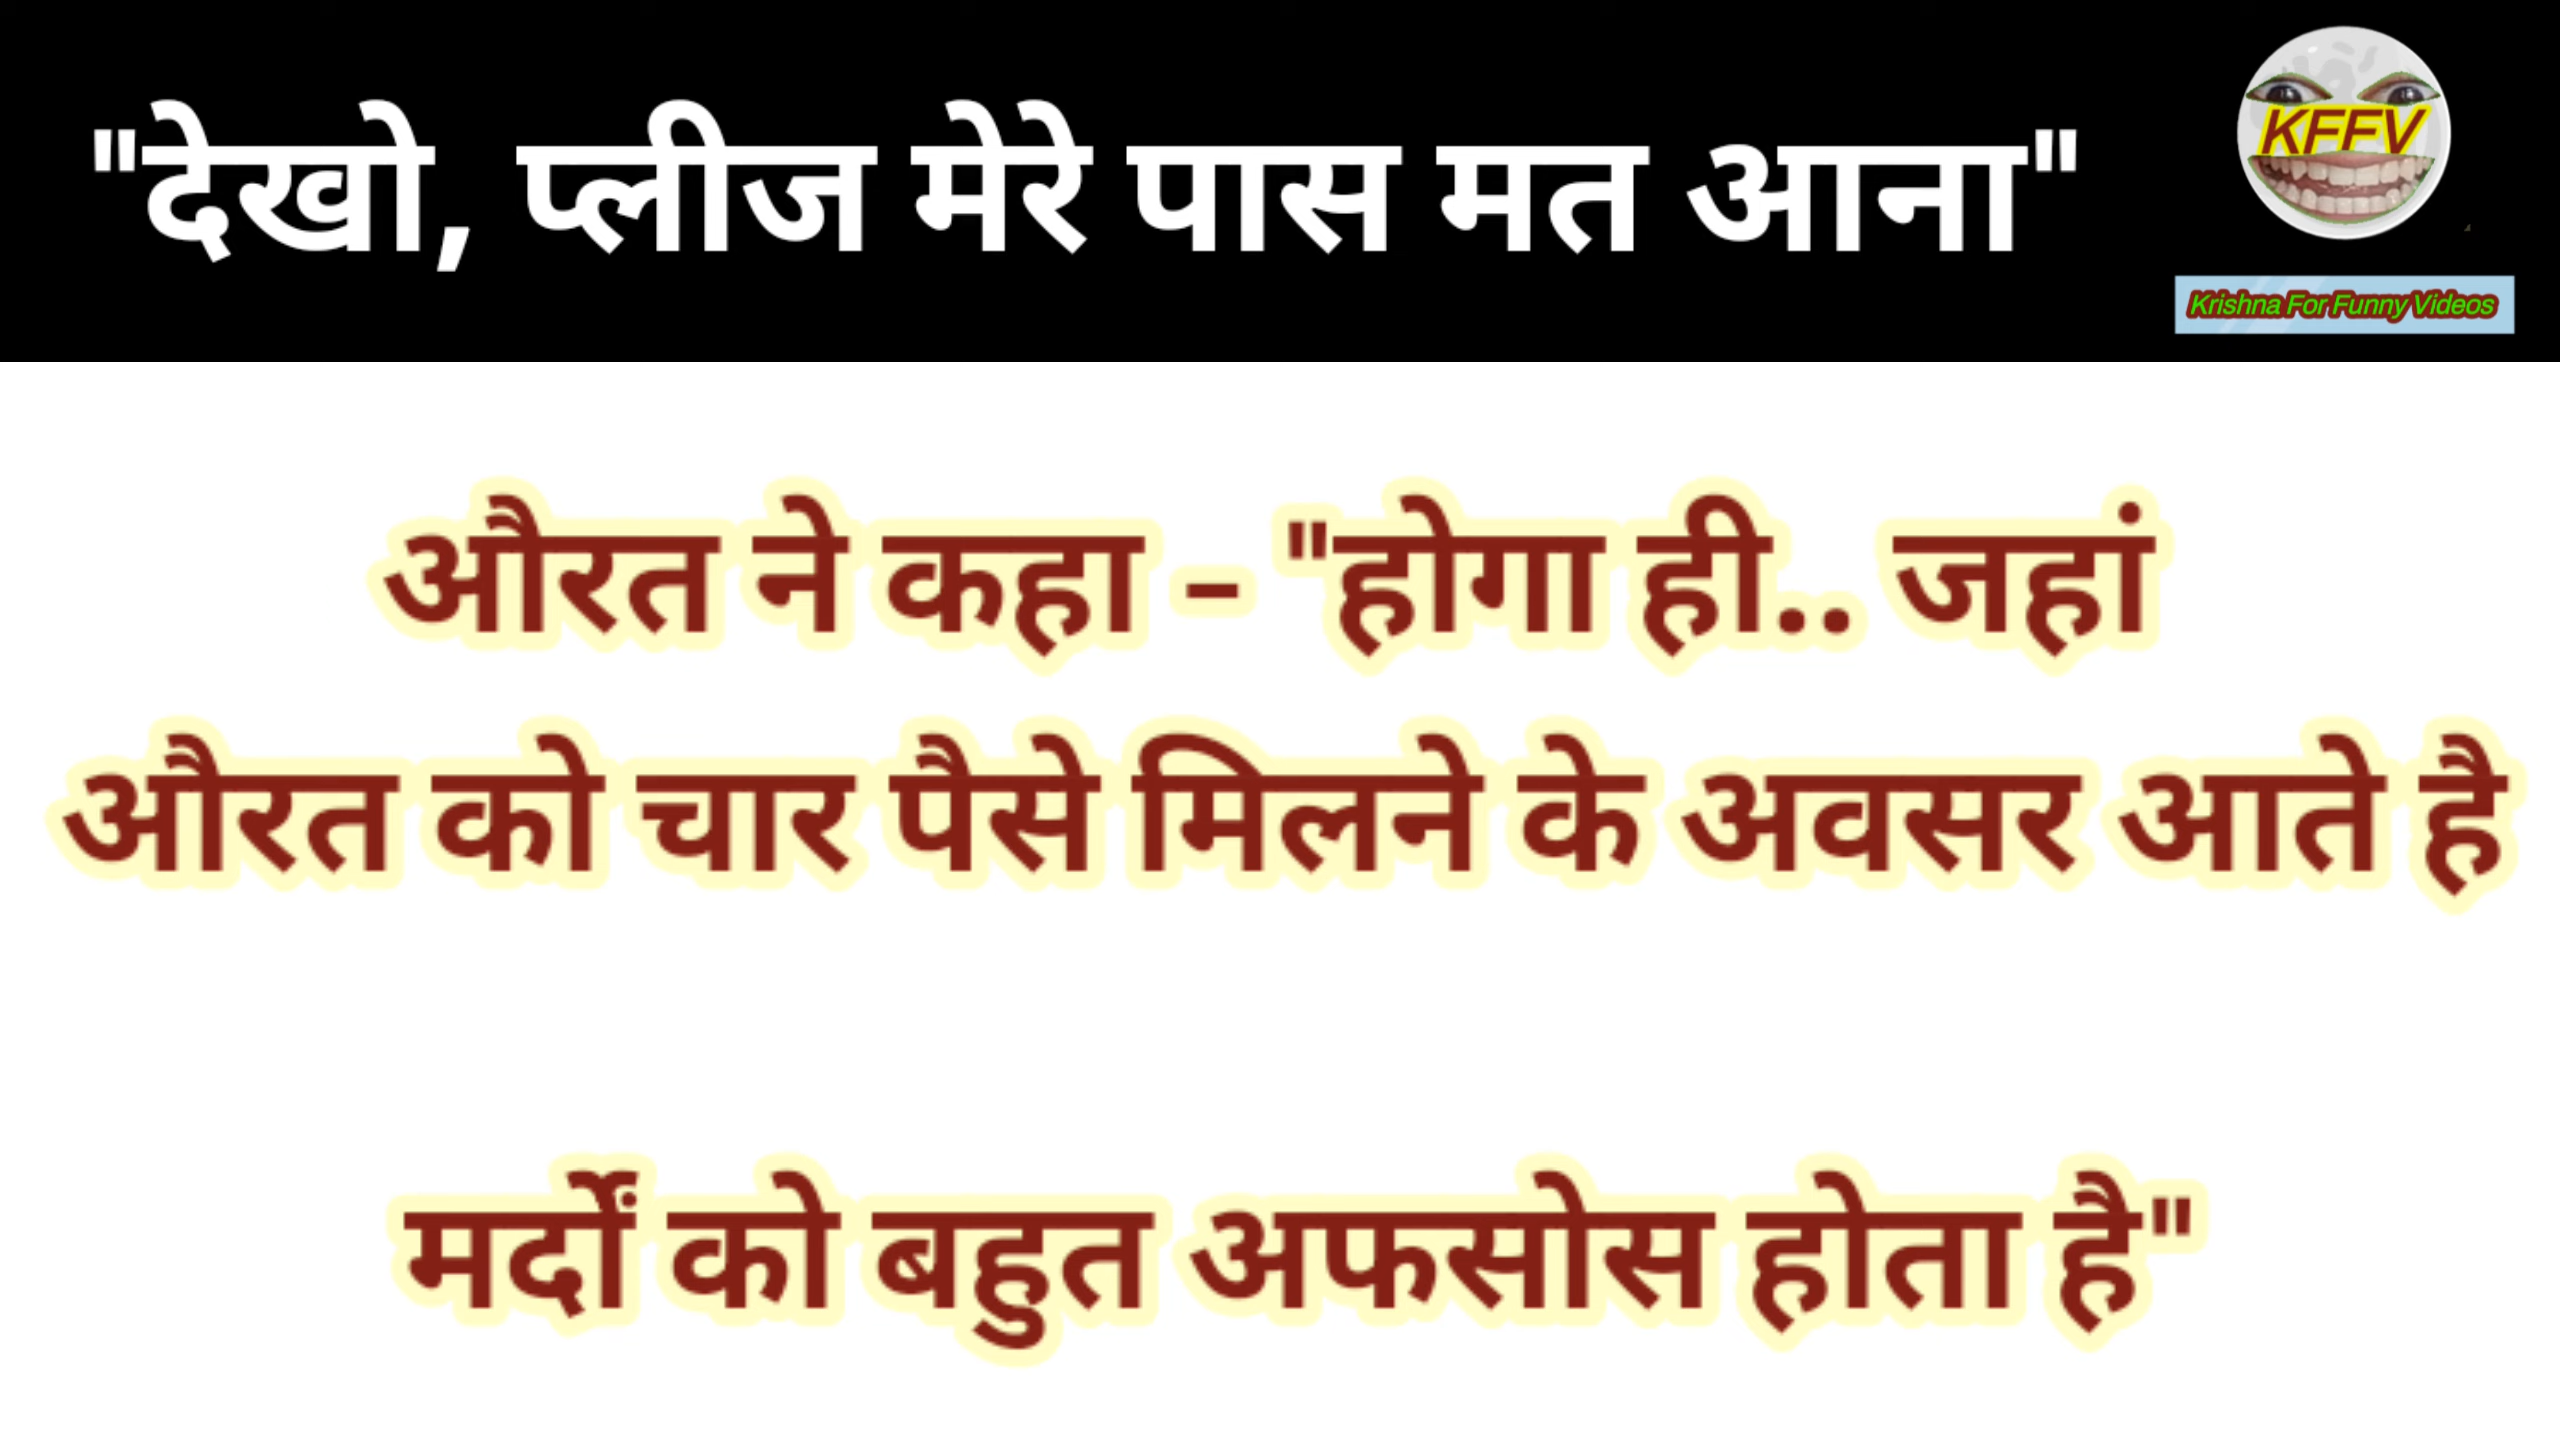 "देखो, प्लीज मेरे पास मत आना"
KFFV
Krishna For Funny Videos
औरत ने कहा – "होगा ही.. जहां
औरत को चार पैसे मिलने के अवसर आते है
मर्दों को बहुत अफसोस होता है"